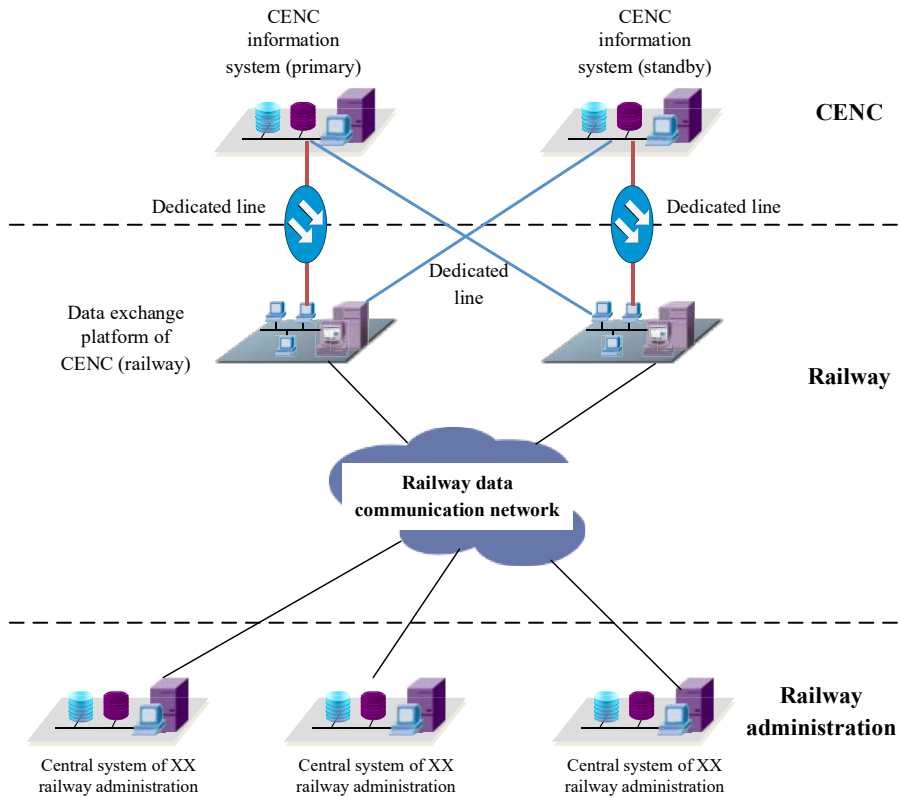 CENC
information
system (primary)
CENC
information
system (standby)
CENC
Dedicated line
Dedicated line
Dedicated
line
Data exchange
platform of
CENC (railway)
Railway
Railway data
communication network
Railway
administration
Central system of XX
railway administration
Central system of XX
railway administration
Central system of XX
railway administration